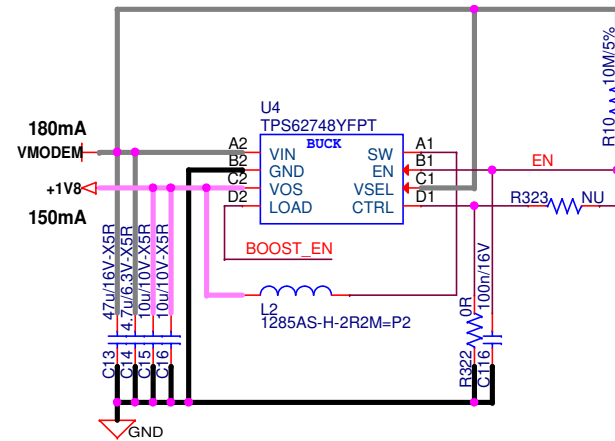 10M/5%
R10
U4
TPS62748YFPT
180mA
VMODEM
A2
VIN
BUCK
SW
A1
B2
GND
EN
B1
EN
+1V8
C2
VOS
VSEL
C1
D2
LOAD
CTRL
D1
R323
NU
150mA
BOOST_EN
47u/16V-X5R
4.7u/6.3V-X5R
10u/10V-X5R
10u/10V-X5R
L2
1285AS-H-2R2M=P2
0R
100n/16V
C13
C14
C15
C16
R322
C116
GND